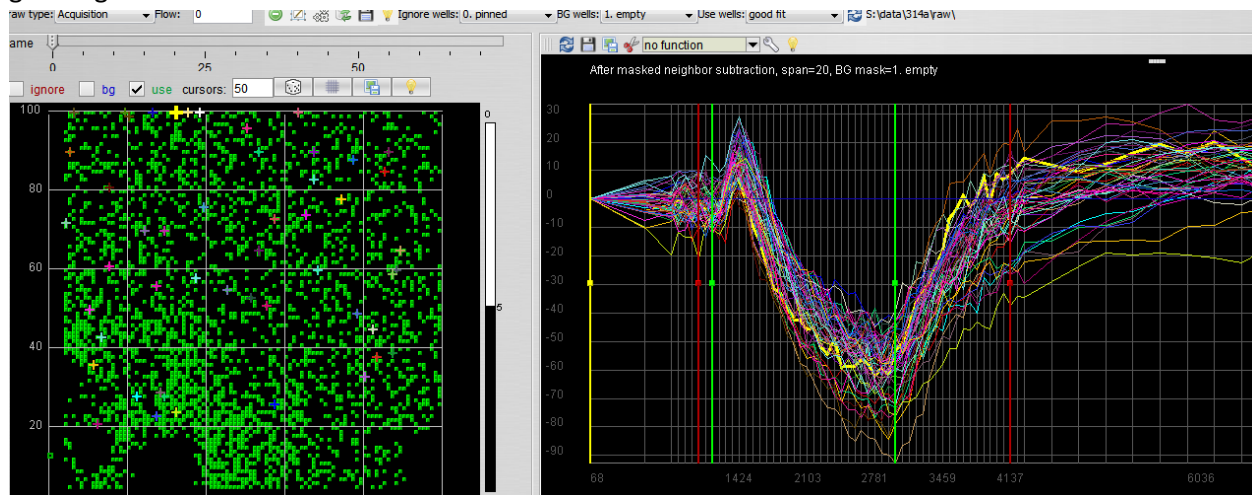 raw type: Acquisition Flow: 0 Ignore wells: 0. pinned BG wells: 1. empty Use wells: good fit S:\data\314a\raw\
ame
0 25 50
ignore bg use cursors: 50
no function
After masked neighbor subtraction, span=20, BG mask=1. empty
100
80
60
40
20
0
5
30
20
10
0
-10
-20
-30
-40
-50
-60
-70
-80
-90
68 1424 2103 2781 3459 4137 6036